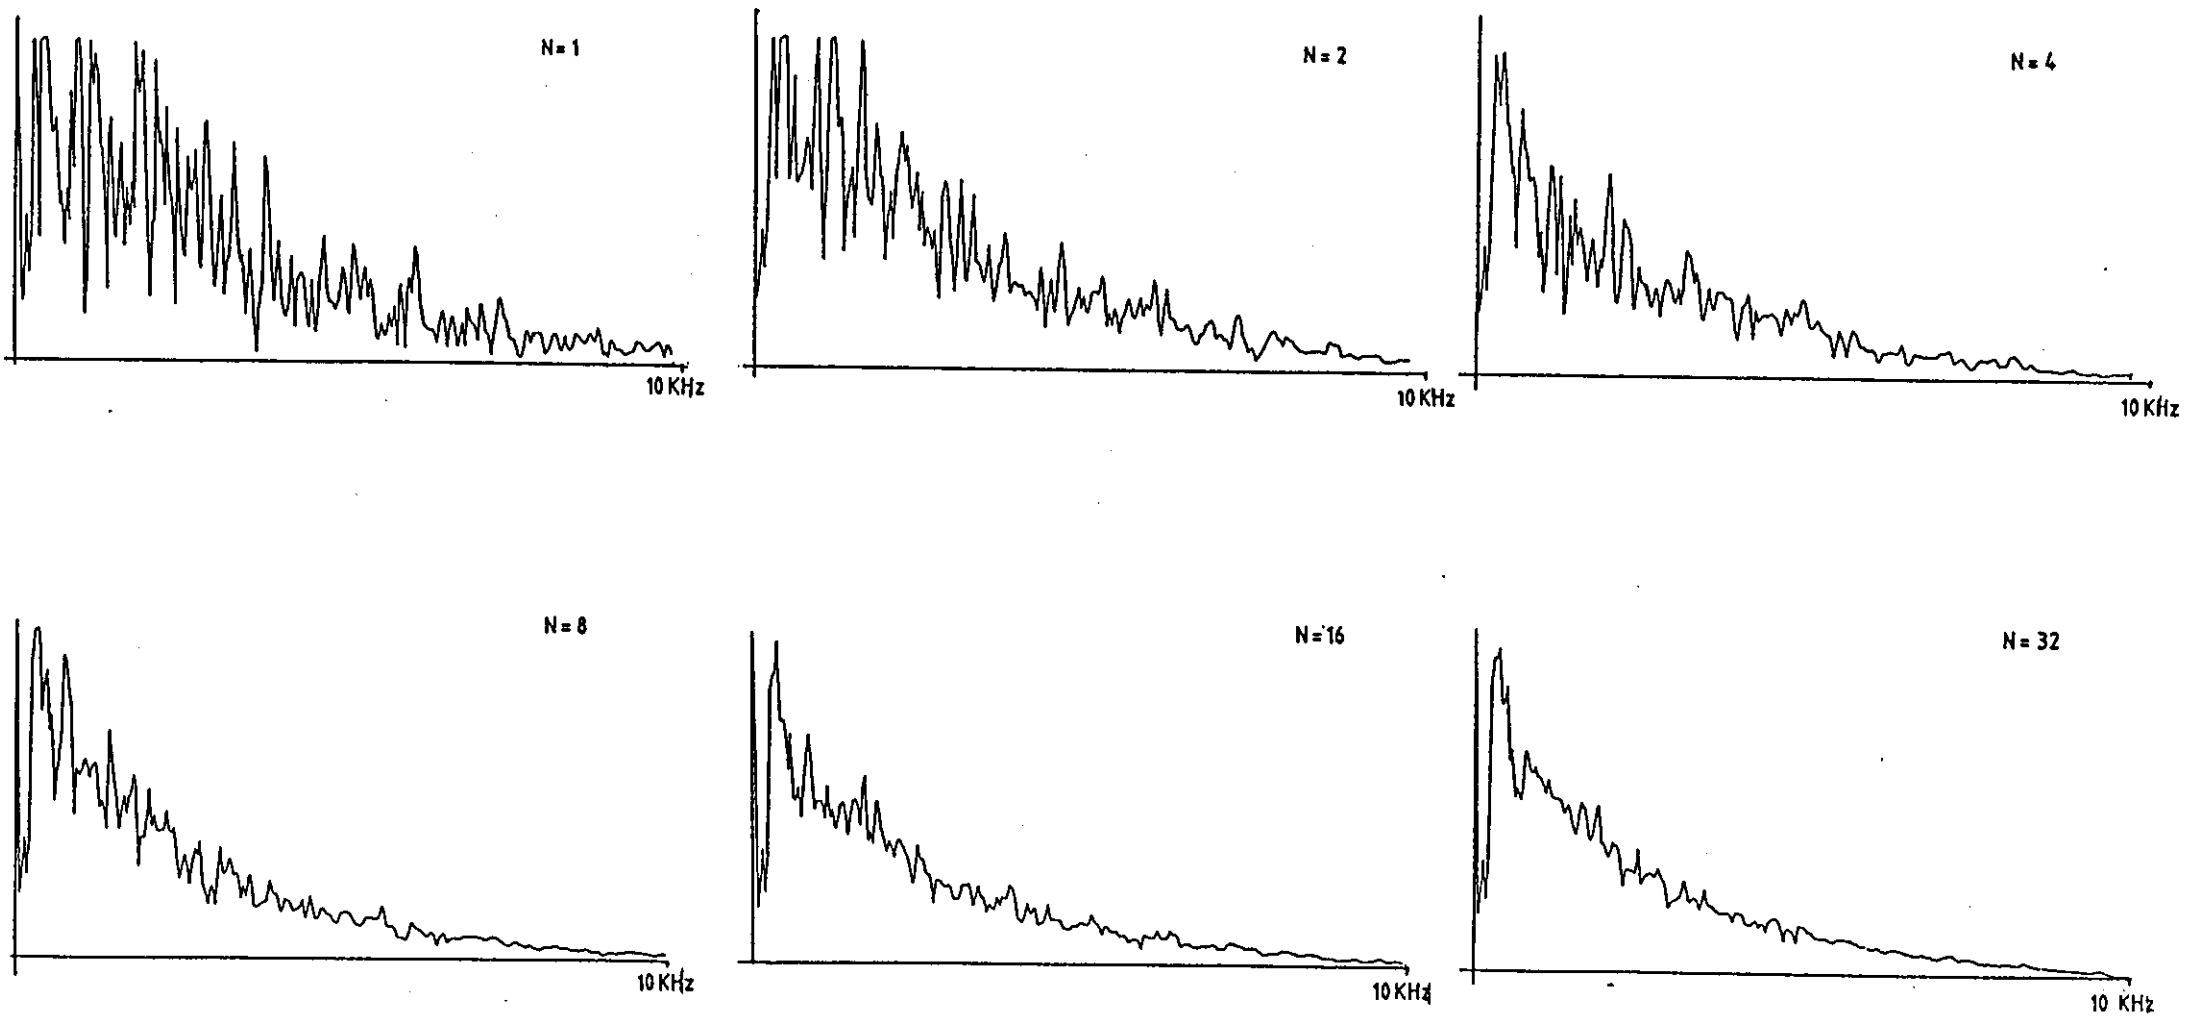 N = 1
10 KHz
N = 2
10 KHz
N = 4
10 KHz
N = 8
10 KHz
N = 16
10 KHz
N = 32
10 KHz